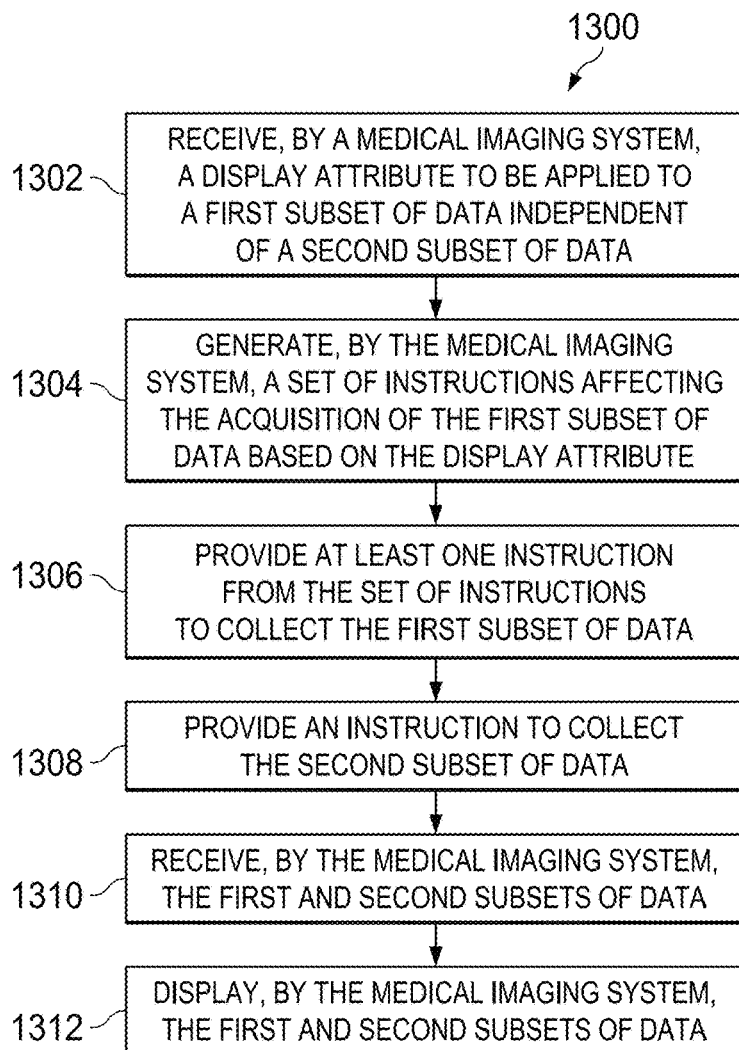 1300
1302
RECEIVE, BY A MEDICAL IMAGING SYSTEM,
A DISPLAY ATTRIBUTE TO BE APPLIED TO
A FIRST SUBSET OF DATA INDEPENDENT
OF A SECOND SUBSET OF DATA
1304
GENERATE, BY THE MEDICAL IMAGING
SYSTEM, A SET OF INSTRUCTIONS AFFECTING
THE ACQUISITION OF THE FIRST SUBSET OF
DATA BASED ON THE DISPLAY ATTRIBUTE
1306
PROVIDE AT LEAST ONE INSTRUCTION
FROM THE SET OF INSTRUCTIONS
TO COLLECT THE FIRST SUBSET OF DATA
1308
PROVIDE AN INSTRUCTION TO COLLECT
THE SECOND SUBSET OF DATA
1310
RECEIVE, BY THE MEDICAL IMAGING SYSTEM,
THE FIRST AND SECOND SUBSETS OF DATA
1312
DISPLAY, BY THE MEDICAL IMAGING SYSTEM,
THE FIRST AND SECOND SUBSETS OF DATA